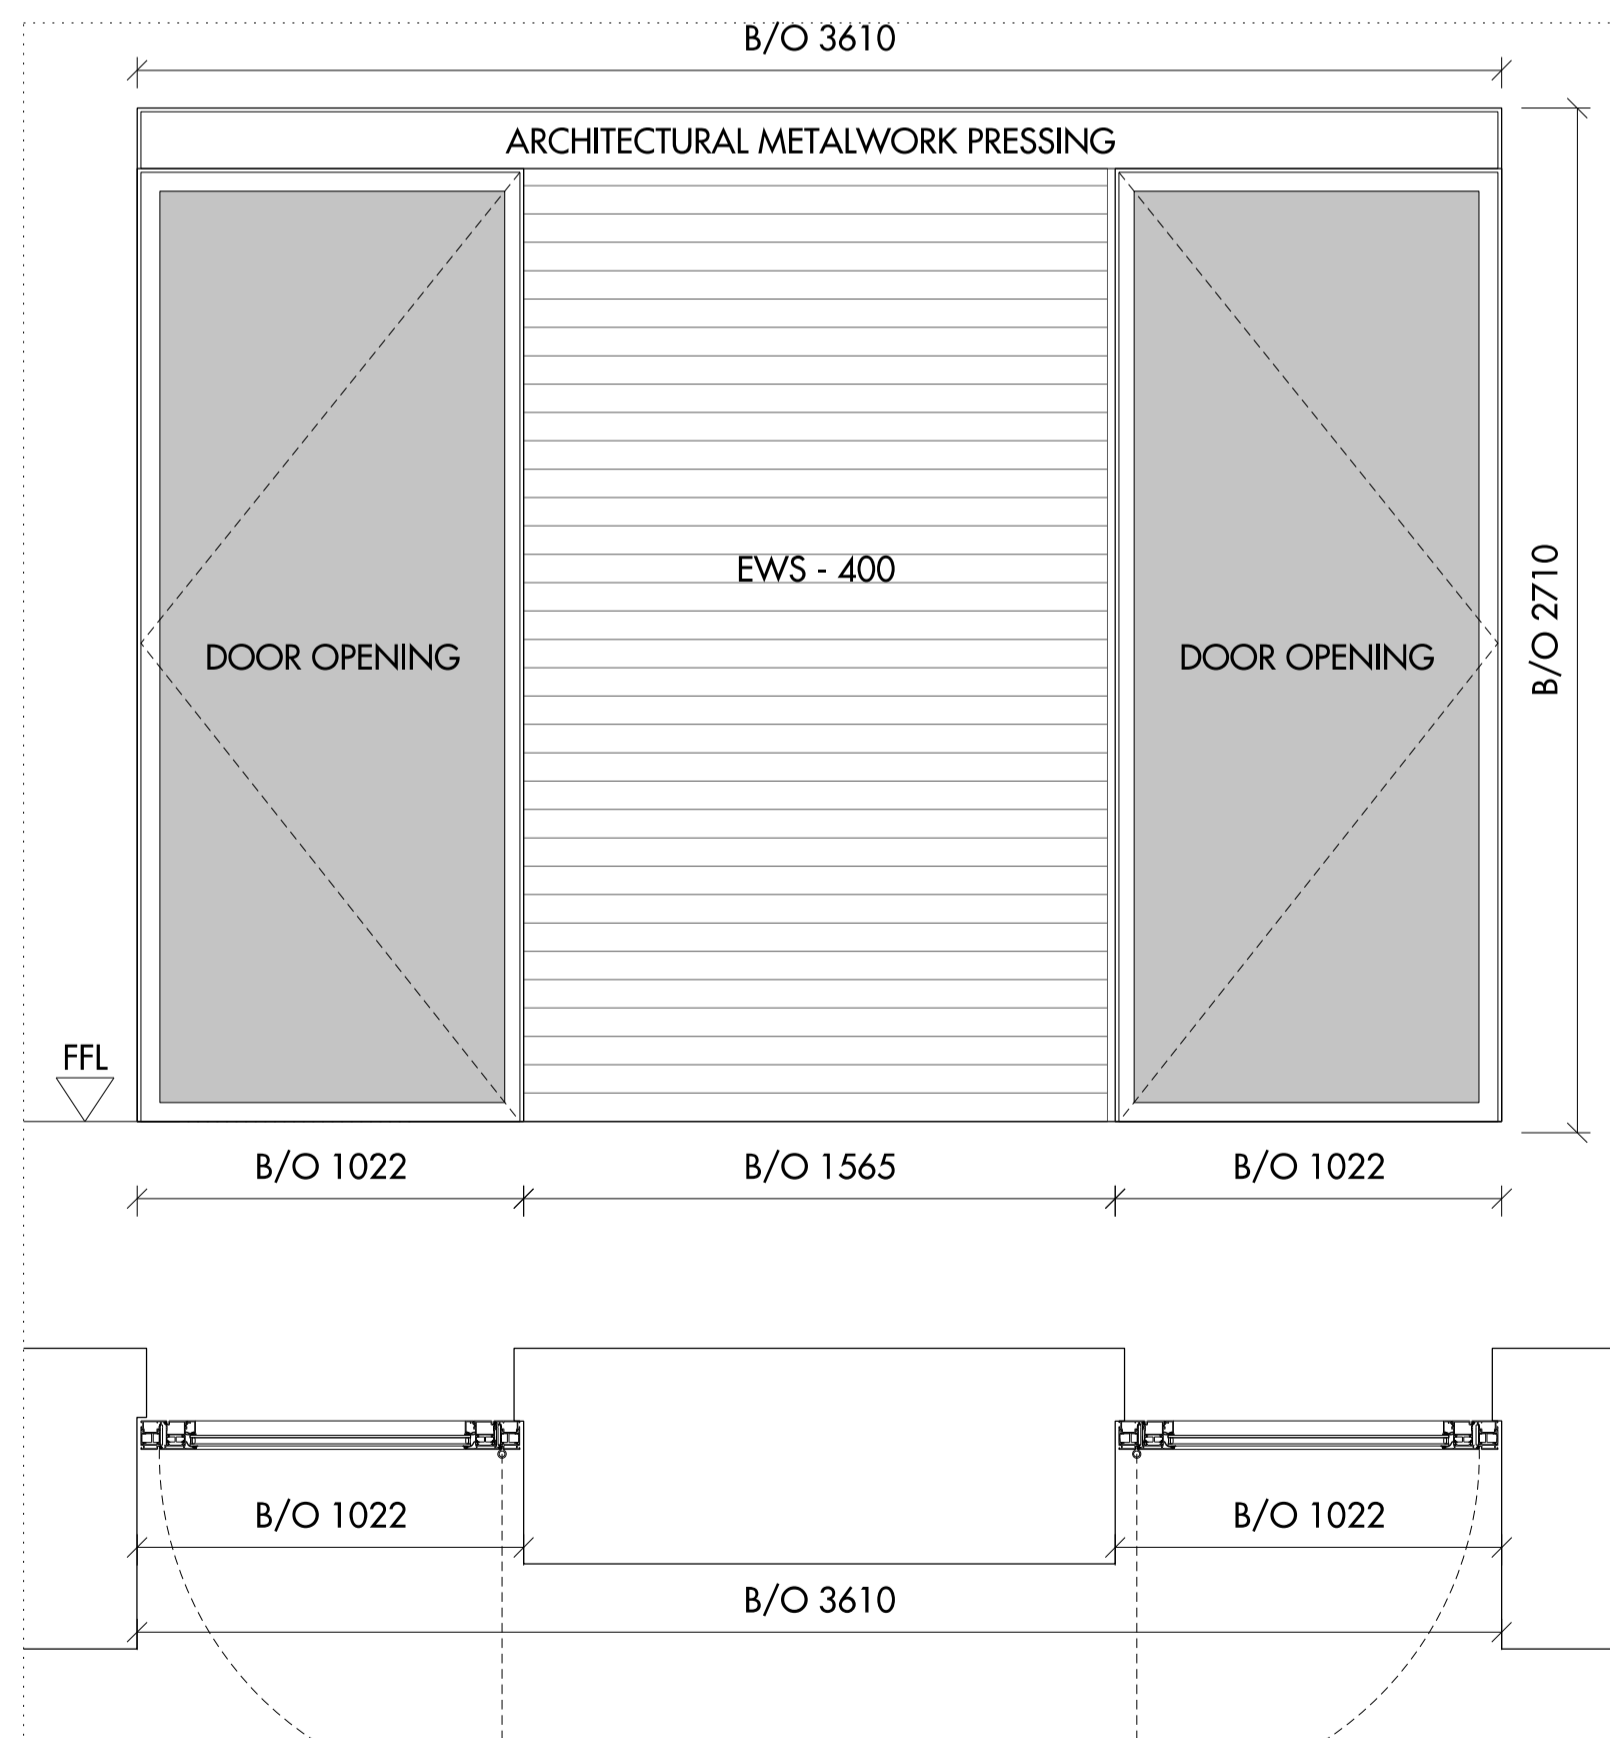 B/O 3610
ARCHITECTURAL METALWORK PRESSING
EWS - 400
B/O 2710
DOOR OPENING
DOOR OPENING
FFL
B/O 1022
B/O 1565
B/O 1022
B/O 1022
B/O 1022
B/O 3610